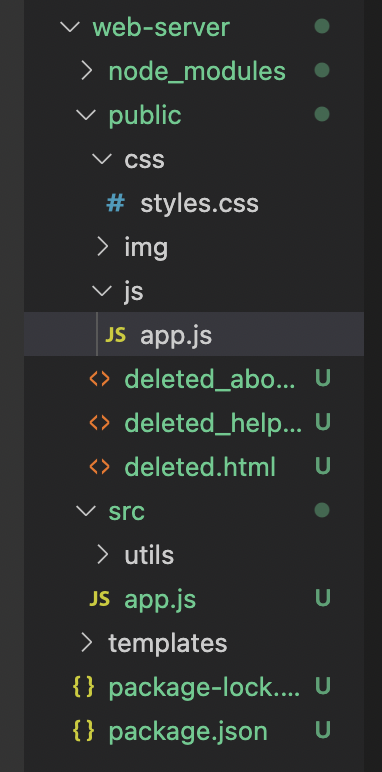 web-server
node_modules
public
css
# styles.css
img
js
JS app.js
<> deleted_abo... U
<> deleted_help... U
<> deleted.html U
src
utils
JS app.js U
templates
{} package-lock.... U
{} package.json U